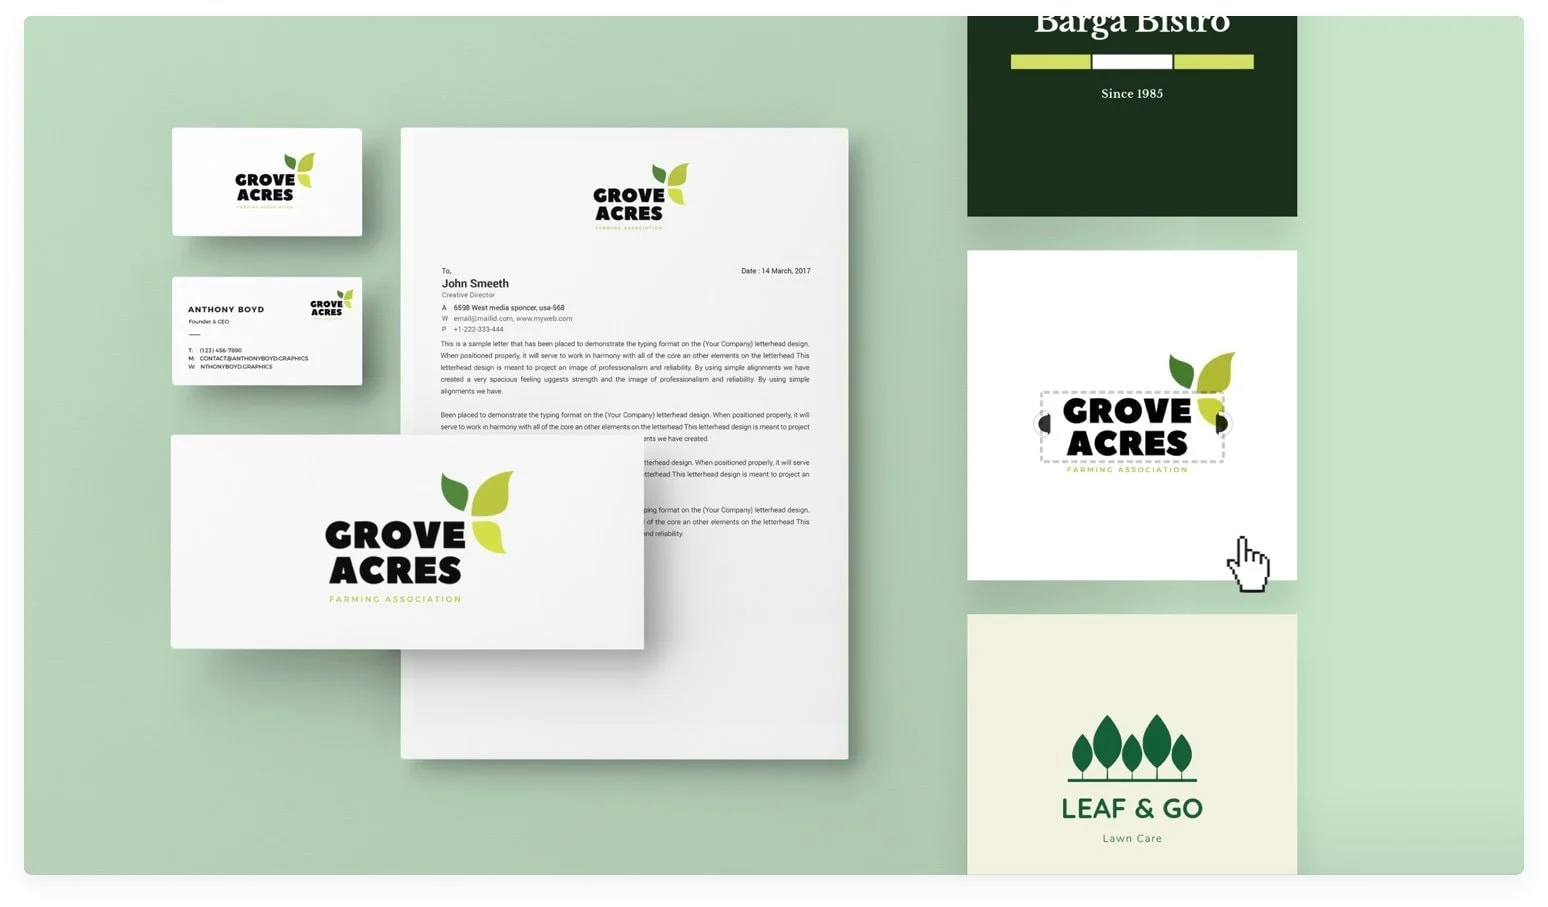 GROVE
ACRES
FARMING ASSOCIATION
ANTHONY BOYD
Founder & CEO
GROVE
ACRES
T: (123) 456-7890
M: CONTACT@ANTHONYBOYD.GRAPHICS
W: NTHONYBOYD.GRAPHICS
GROVE
ACRES
FARMING ASSOCIATION
To,
Date : 14 March, 2017
John Smeeth
Creative Director
A 6598 West media sponcer, usa-568
W email@mailid.com, www.myweb.com
P +1-222-333-444
This is a sample letter that has been placed to demonstrate the typing format on the (Your Company) letterhead design.
When positioned properly, it will serve to work in harmony with all of the core an other elements on the letterhead This
letterhead design is meant to project an image of professionalism and reliability. By using simple alignments we have
created a very spacious feeling uggests strength and the image of professionalism and reliability. By using simple
alignments we have.
Been placed to demonstrate the typing format on the (Your Company) letterhead design. When positioned properly, it will
serve to work in harmony with all of the core an other elements on the letterhead This letterhead design is meant to project
ents we have created.
tterhead design. When positioned properly, it will serve
etterhead This letterhead design is meant to project an
ping format on the (Your Company) letterhead design.
of the core an other elements on the letterhead This
nd reliability.
GROVE
ACRES
FARMING ASSOCIATION
Barga Bistro
Since 1985
GROVE
ACRES
FARMING ASSOCIATION
LEAF & GO
Lawn Care